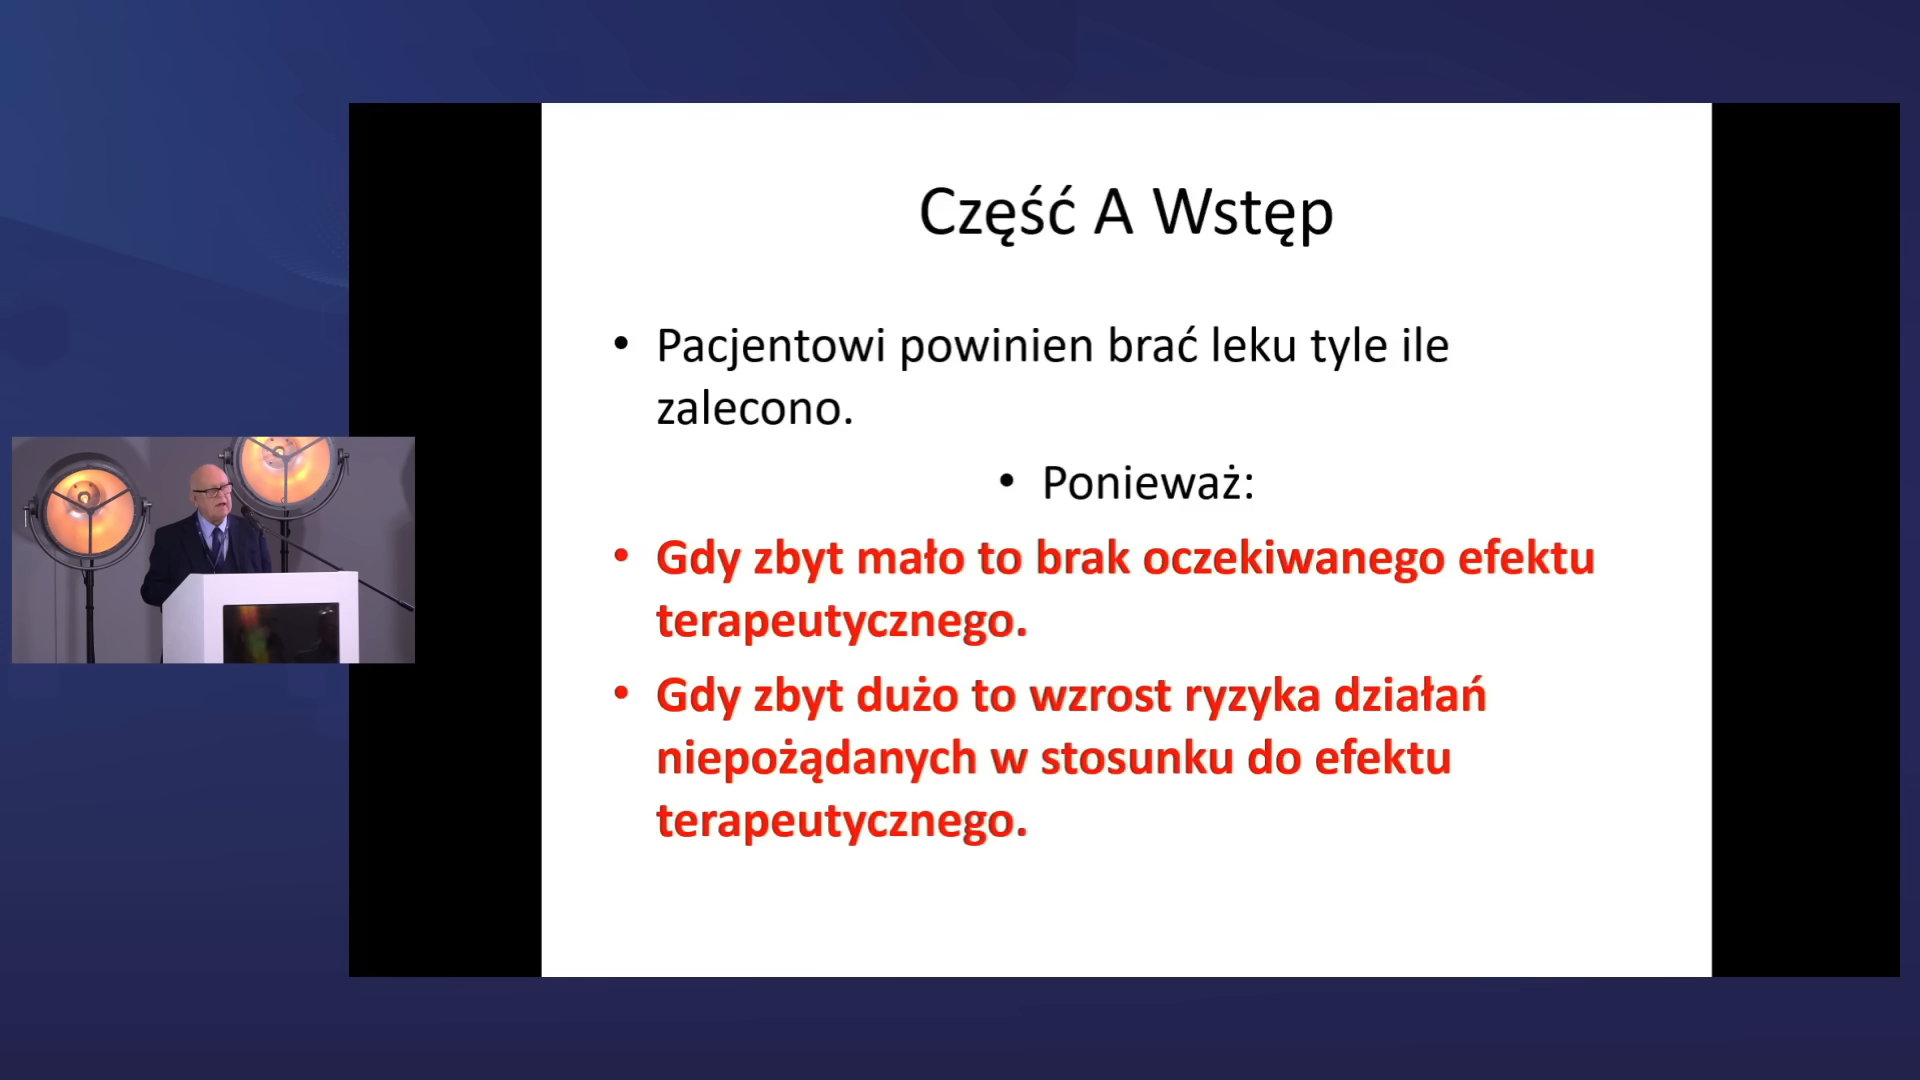 Część A Wstęp
• Pacjentowi powinien brać leku tyle ile
zalecono.
• Ponieważ:
• Gdy zbyt mało to brak oczekiwanego efektu
terapeutycznego.
• Gdy zbyt dużo to wzrost ryzyka działań
niepożądanych w stosunku do efektu
terapeutycznego.